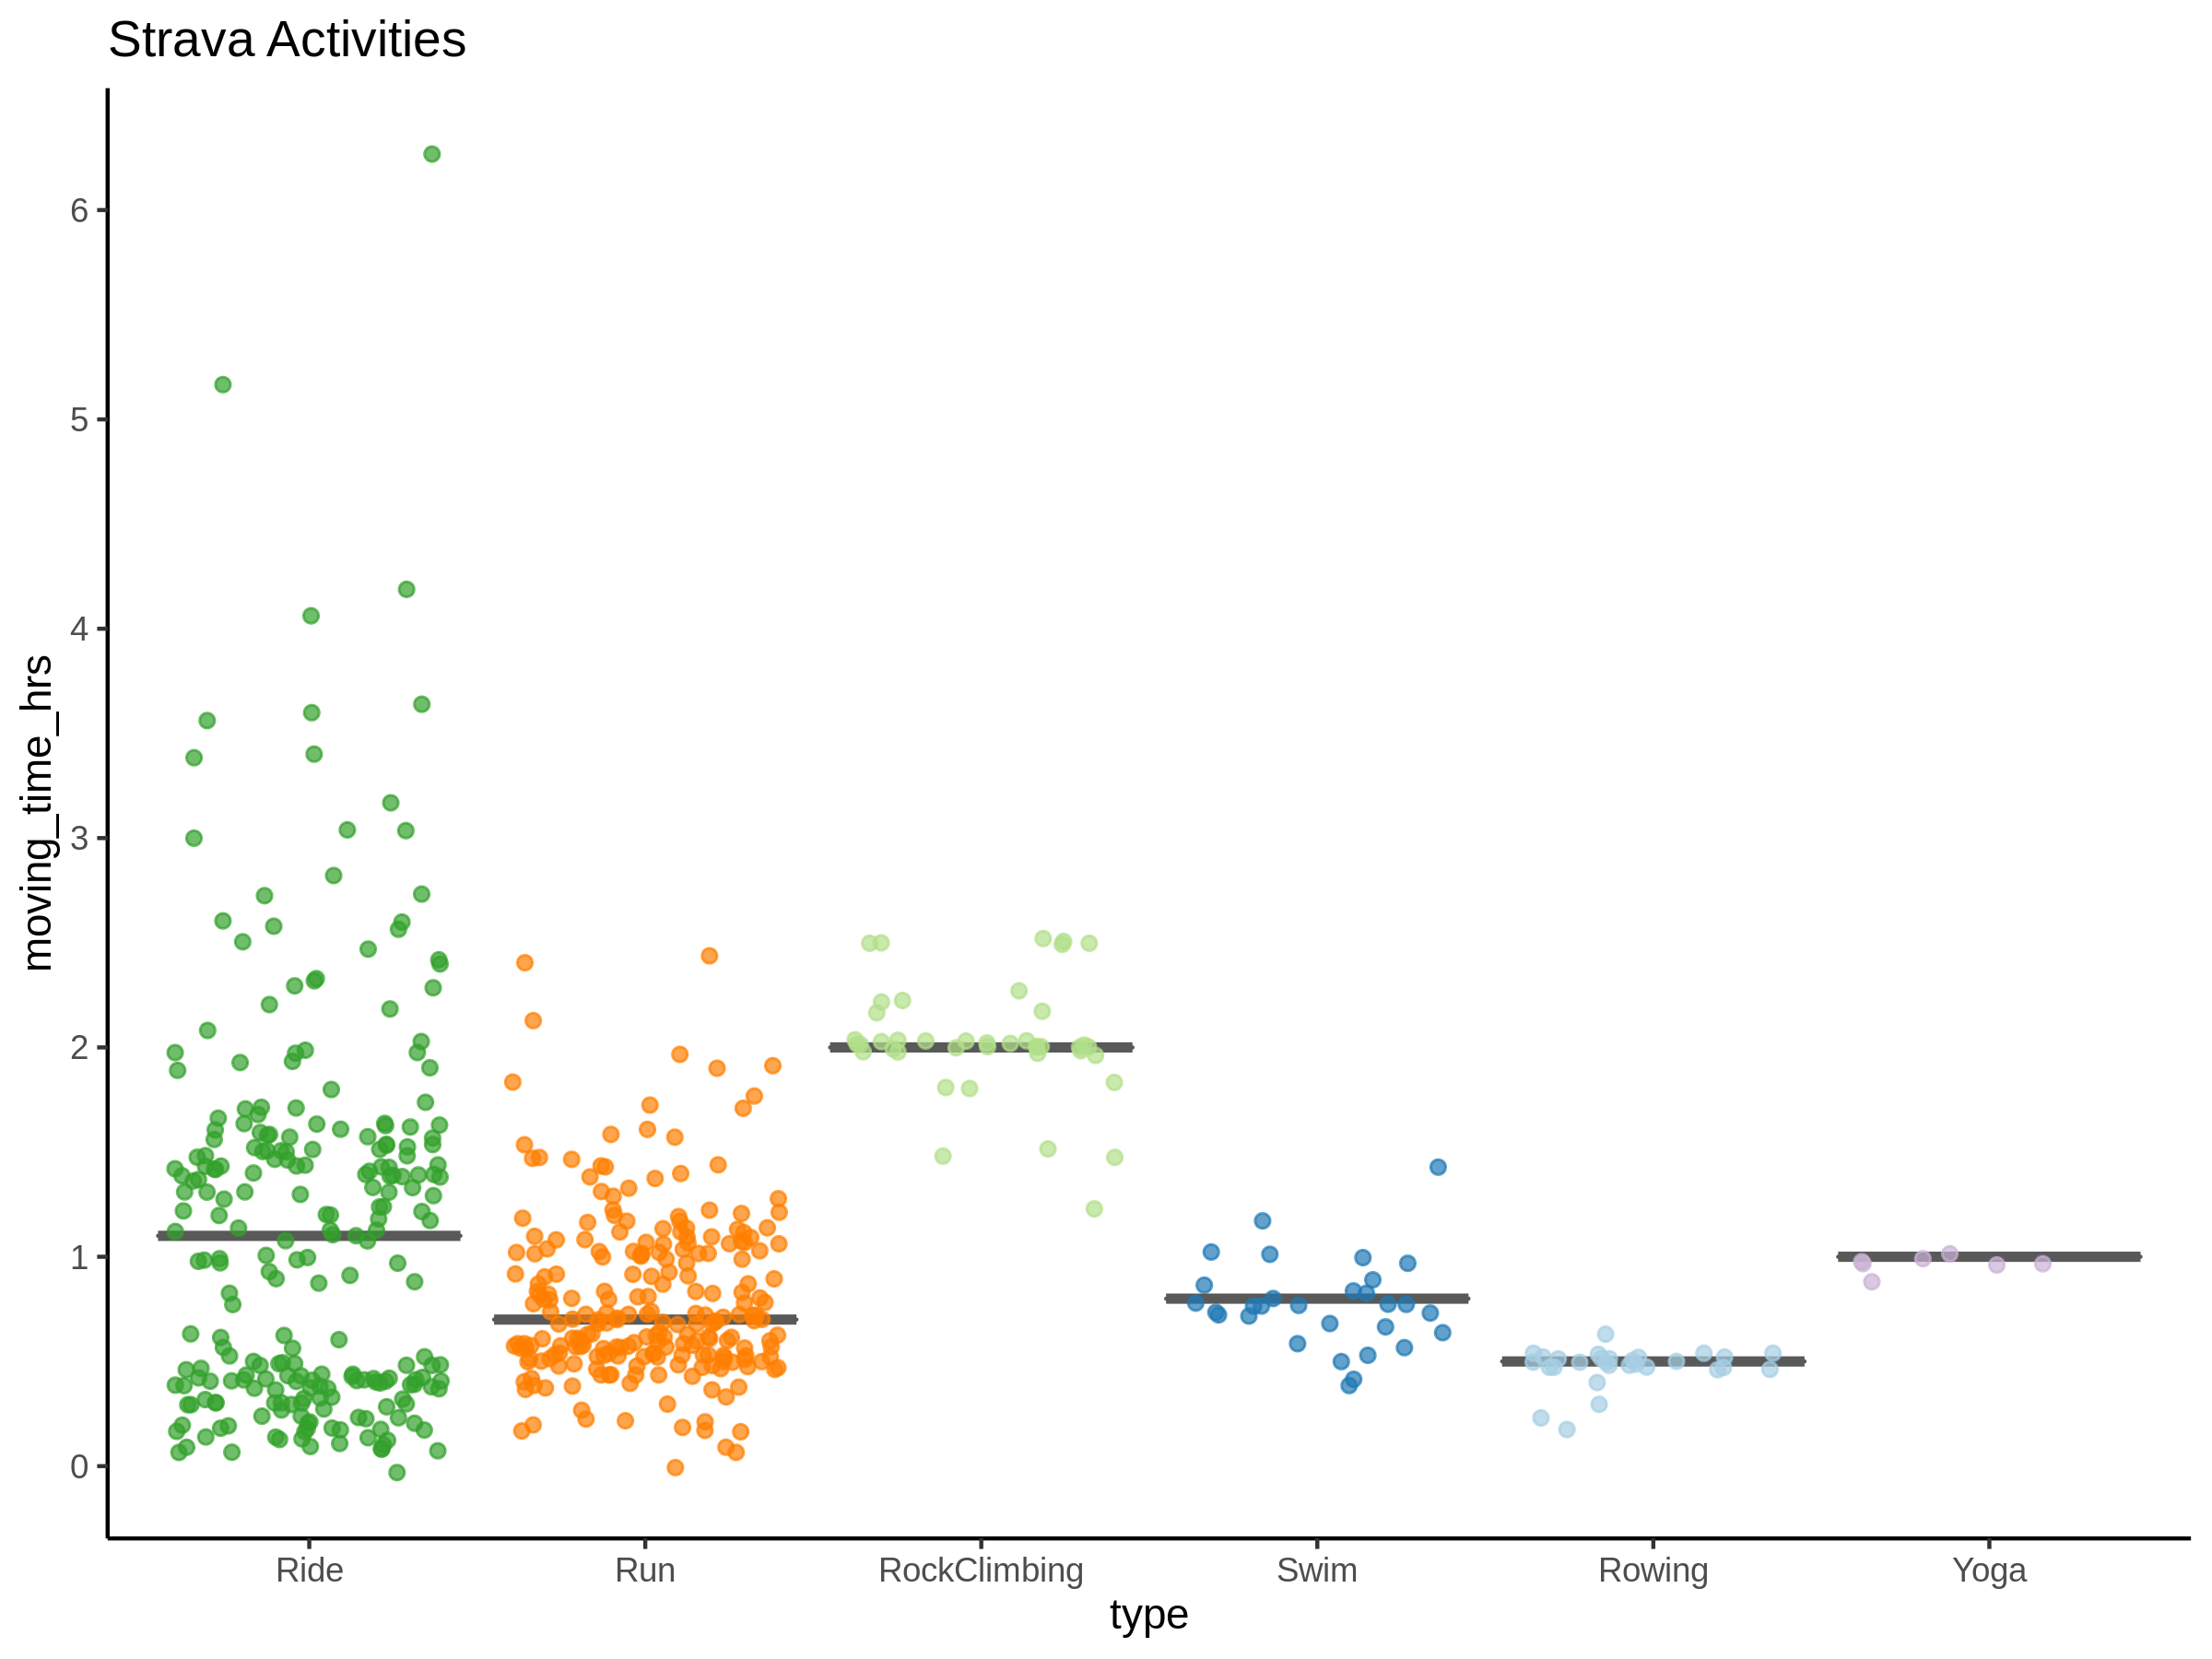 Strava Activities
moving_time_hrs
6
5
4
3
2
1
0
Ride Run RockClimbing Swim Rowing Yoga
type